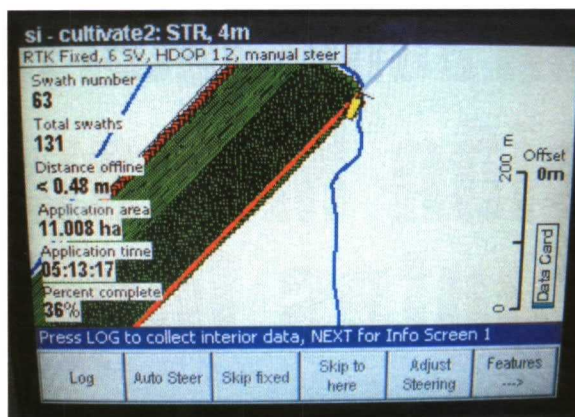 si - cultivate2: STR, 4m
RTK Fixed, 6 SV, HDOP 1.2, manual steer
Swath number
63
Total swaths
131
Distance offline
< 0.48 m
Application area
11.008 ha
Application time
05:13:17
Percent complete
36%
200 m
0
Offset
0m
Data Card
Press LOG to collect interior data, NEXT for Info Screen 1
Log
Auto Steer
Skip fixed
Skip to
here
Adjust
Steering
Features
--->